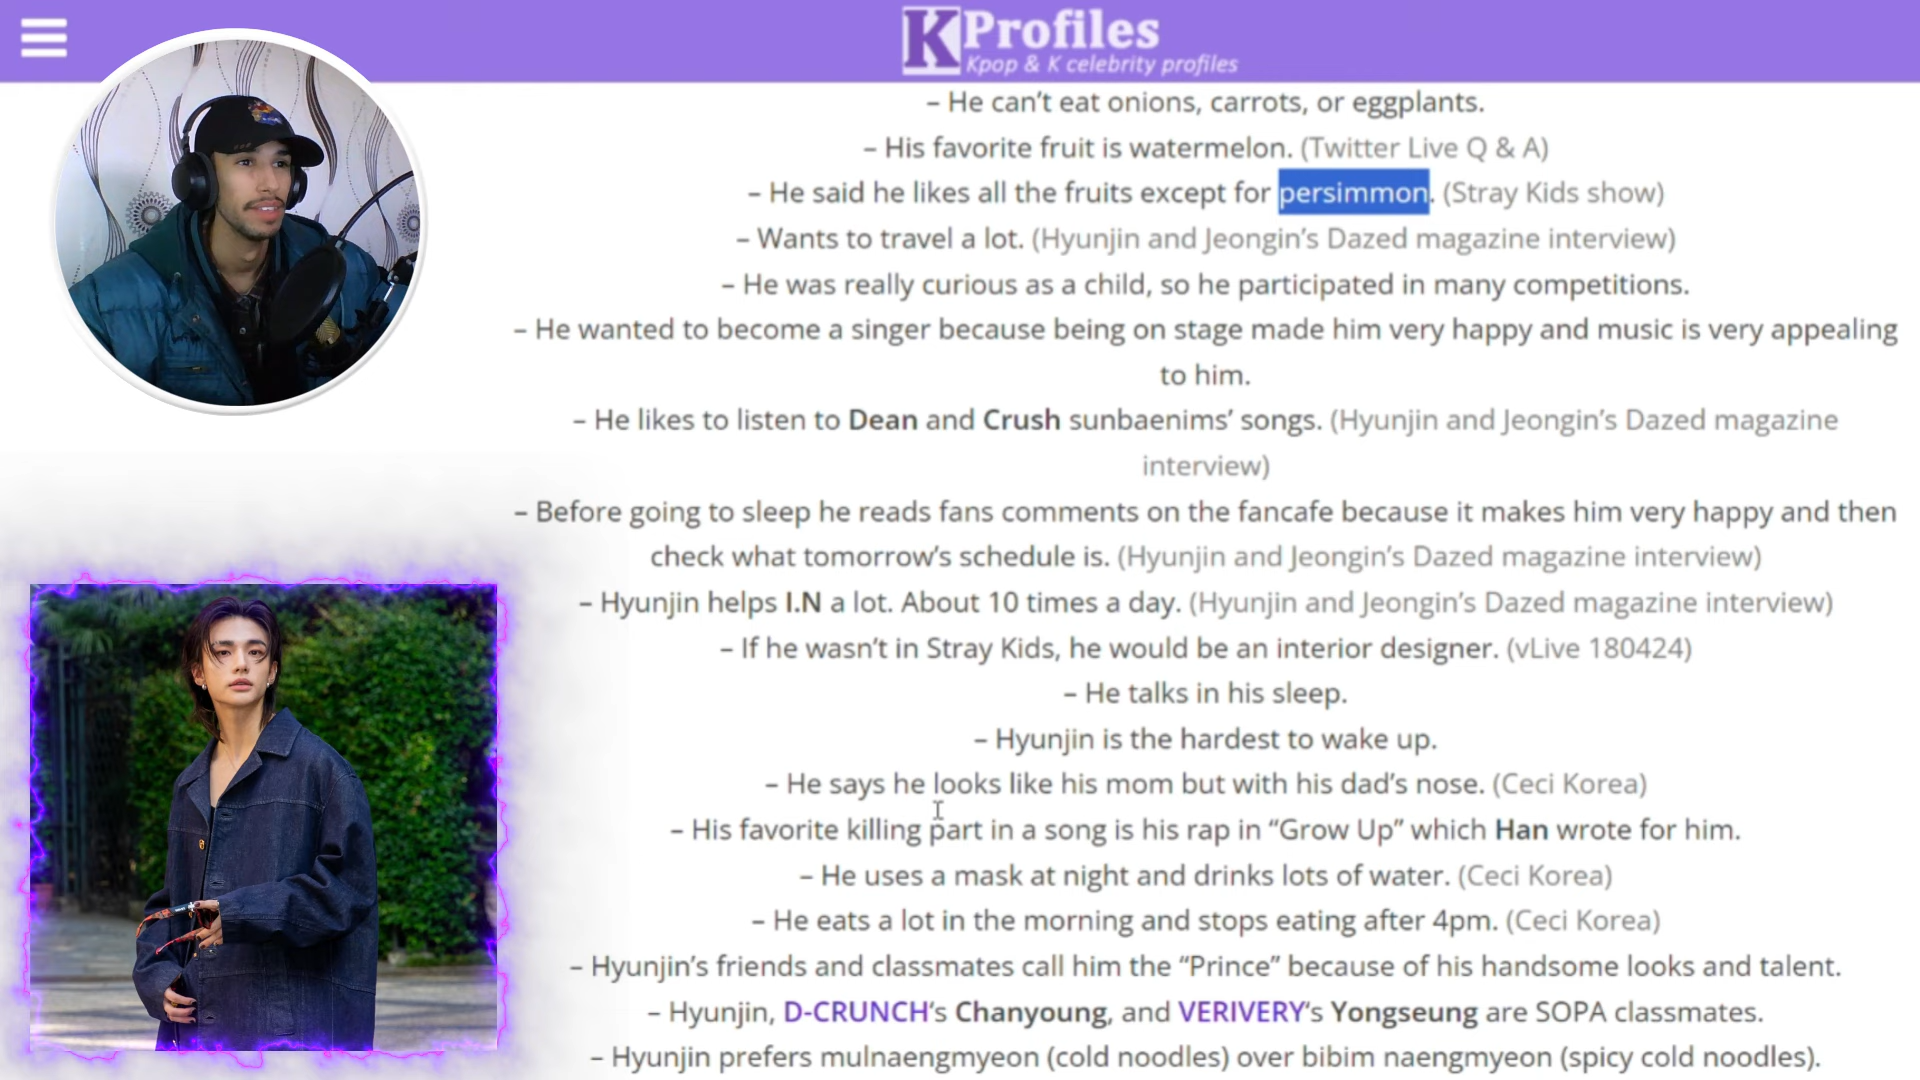 KProfiles
Kpop & K celebrity profiles
– He can’t eat onions, carrots, or eggplants.
– His favorite fruit is watermelon. (Twitter Live Q & A)
– He said he likes all the fruits except for persimmon. (Stray Kids show)
– Wants to travel a lot. (Hyunjin and Jeongin’s Dazed magazine interview)
– He was really curious as a child, so he participated in many competitions.
– He wanted to become a singer because being on stage made him very happy and music is very appealing
to him.
– He likes to listen to Dean and Crush sunbaenims’ songs. (Hyunjin and Jeongin’s Dazed magazine
interview)
– Before going to sleep he reads fans comments on the fancafe because it makes him very happy and then
check what tomorrow’s schedule is. (Hyunjin and Jeongin’s Dazed magazine interview)
– Hyunjin helps I.N a lot. About 10 times a day. (Hyunjin and Jeongin’s Dazed magazine interview)
– If he wasn’t in Stray Kids, he would be an interior designer. (vLive 180424)
– He talks in his sleep.
– Hyunjin is the hardest to wake up.
– He says he looks like his mom but with his dad’s nose. (Ceci Korea)
– His favorite killing part in a song is his rap in “Grow Up” which Han wrote for him.
– He uses a mask at night and drinks lots of water. (Ceci Korea)
– He eats a lot in the morning and stops eating after 4pm. (Ceci Korea)
– Hyunjin’s friends and classmates call him the “Prince” because of his handsome looks and talent.
– Hyunjin, D-CRUNCH‘s Chanyoung, and VERIVERY‘s Yongseung are SOPA classmates.
– Hyunjin prefers mulnaengmyeon (cold noodles) over bibim naengmyeon (spicy cold noodles).